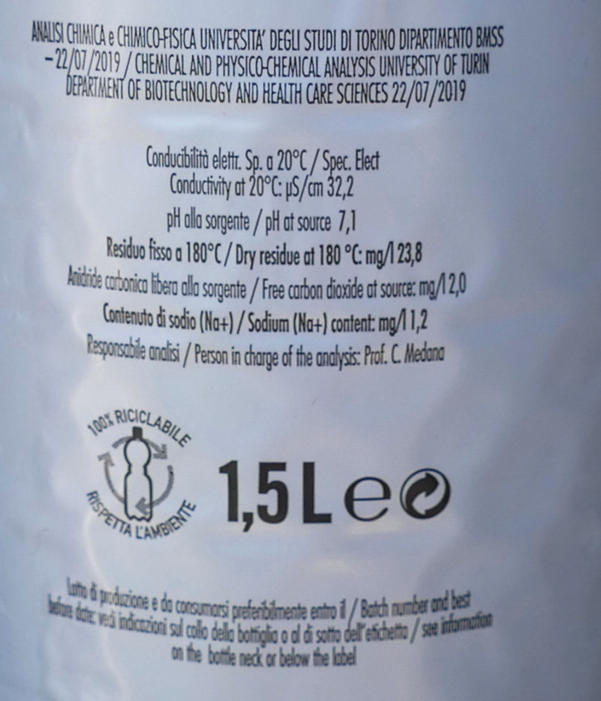 ANALISI CHIMICA e CHIMICO-FISICA UNIVERSITA' DEGLI STUDI DI TORINO DIPARTIMENTO BMSS
– 22/07/2019 / CHEMICAL AND PHYSICO-CHEMICAL ANALYSIS UNIVERSITY OF TURIN
DEPARTMENT OF BIOTECHNOLOGY AND HEALTH CARE SCIENCES 22/07/2019
Conducibilità elettr. Sp. a 20°C / Spec. Elect
Conductivity at 20°C: µS/cm 32,2
pH alla sorgente / pH at source 7,1
Residuo fisso a 180°C / Dry residue at 180 °C: mg/l 23,8
Anidride carbonica libera alla sorgente / Free carbon dioxide at source: mg/l 2,0
Contenuto di sodio (Na+) / Sodium (Na+) content: mg/l 1,2
Responsabile analisi / Person in charge of the analysis: Prof. C. Medana
100% RICICLABILE
RISPETTA L'AMBIENTE
1,5 L e
Lotto di produzione e da consumarsi preferibilmente entro il / Batch number and best
before date: vedi indicazioni sul collo della bottiglia o al di sotto dell'etichetta / see information
on the bottle neck or below the label